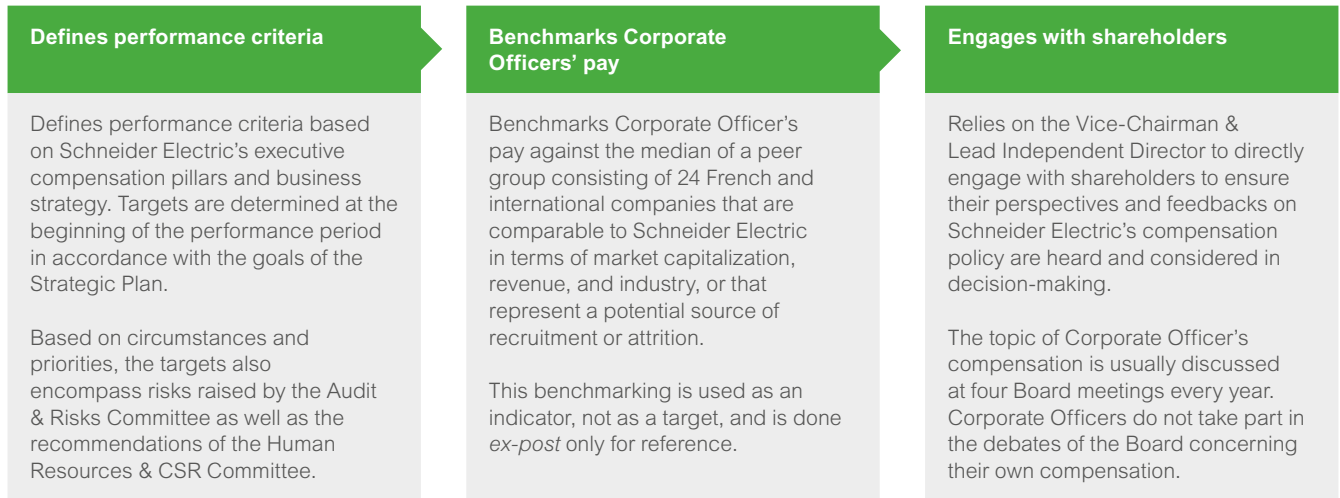 Defines performance criteria
Defines performance criteria based
on Schneider Electric's executive
compensation pillars and business
strategy. Targets are determined at the
beginning of the performance period
in accordance with the goals of the
Strategic Plan.
Based on circumstances and
priorities, the targets also
encompass risks raised by the Audit
& Risks Committee as well as the
recommendations of the Human
Resources & CSR Committee.
Benchmarks Corporate
Officers' pay
Benchmarks Corporate Officer's
pay against the median of a peer
group consisting of 24 French and
international companies that are
comparable to Schneider Electric
in terms of market capitalization,
revenue, and industry, or that
represent a potential source of
recruitment or attrition.
This benchmarking is used as an
indicator, not as a target, and is done
ex-post only for reference.
Engages with shareholders
Relies on the Vice-Chairman &
Lead Independent Director to directly
engage with shareholders to ensure
their perspectives and feedbacks on
Schneider Electric's compensation
policy are heard and considered in
decision-making.
The topic of Corporate Officer's
compensation is usually discussed
at four Board meetings every year.
Corporate Officers do not take part in
the debates of the Board concerning
their own compensation.